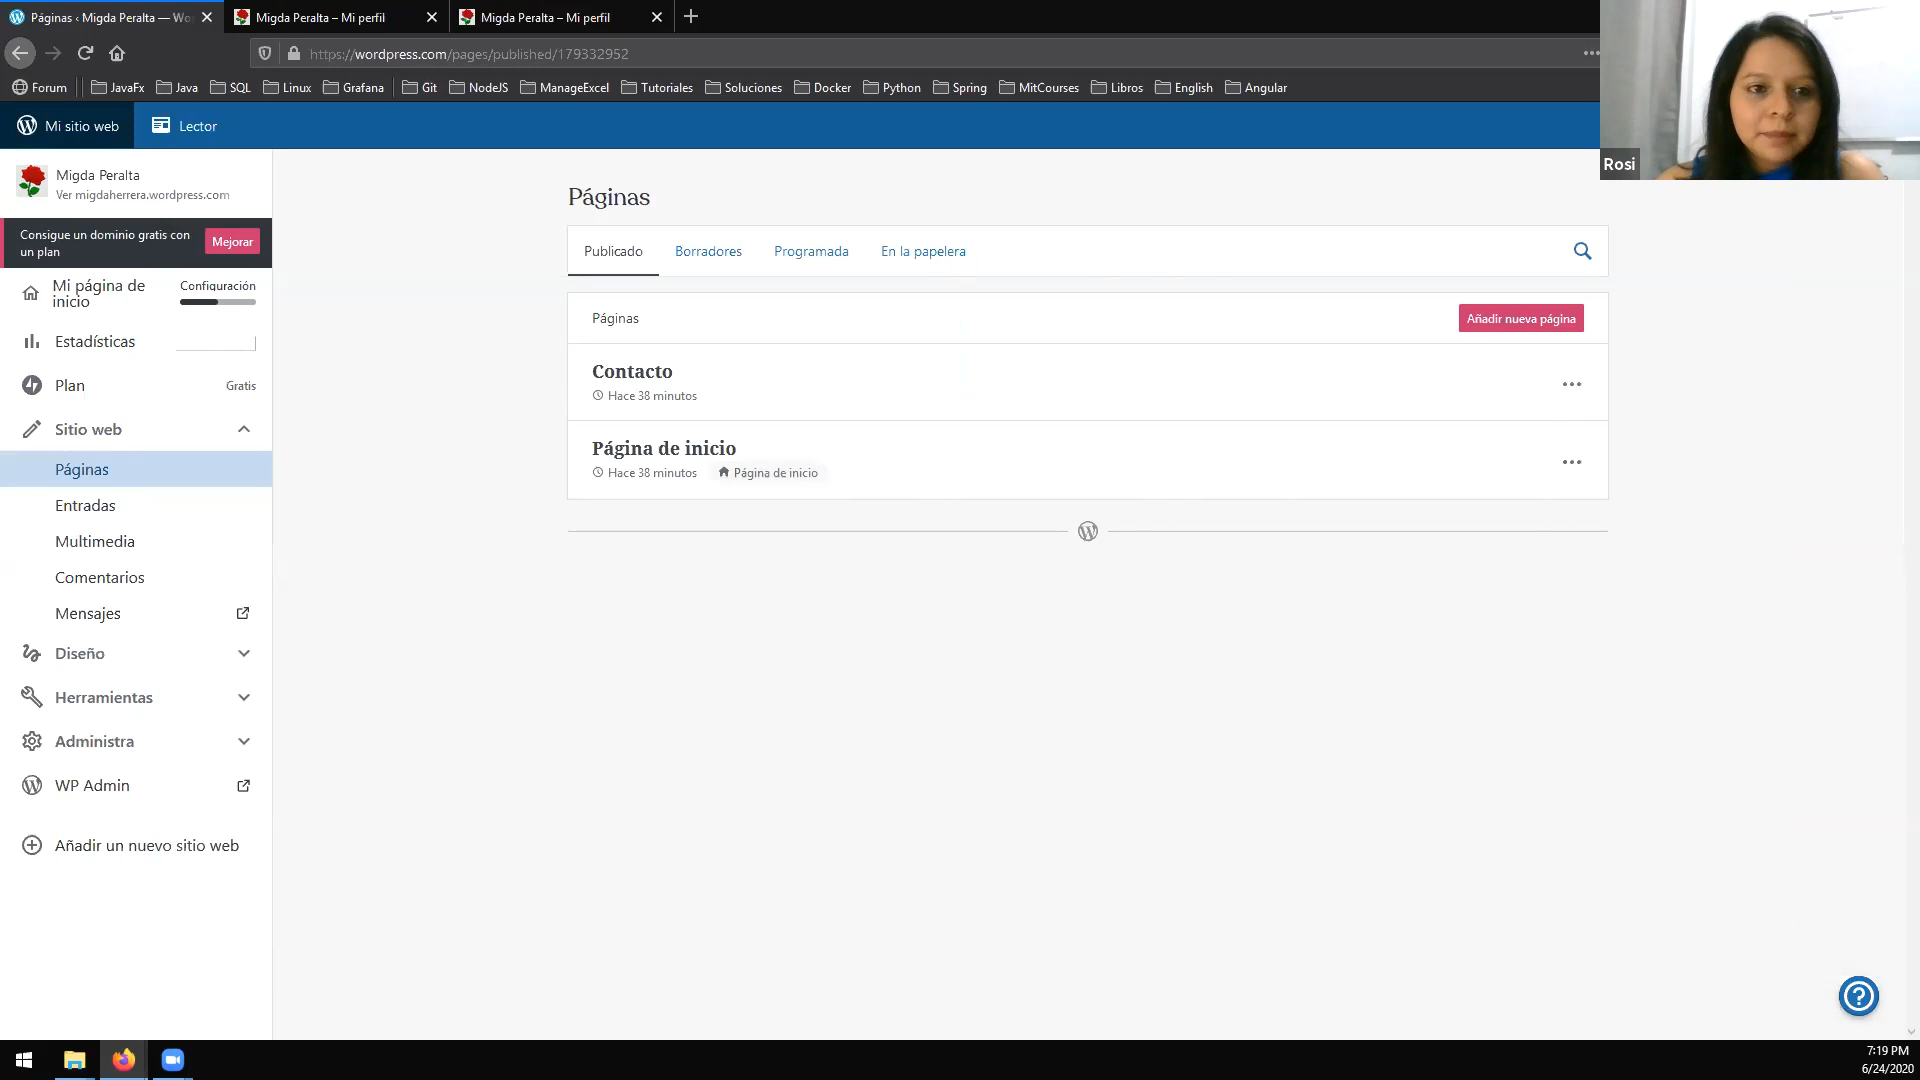 Páginas ‹ Migda Peralta — Wo
Migda Peralta – Mi perfil
Migda Peralta – Mi perfil
https://wordpress.com/pages/published/179332952
Forum
JavaFx
Java
SQL
Linux
Grafana
Git
NodeJS
ManageExcel
Tutoriales
Soluciones
Docker
Python
Spring
MitCourses
Libros
English
Angular
Mi sitio web
Lector
Rosi
Migda Peralta
Ver migdaherrera.wordpress.com
Consigue un dominio gratis con
un plan
Mejorar
Mi página de
inicio
Configuración
Estadísticas
Plan
Gratis
Sitio web
Páginas
Entradas
Multimedia
Comentarios
Mensajes
Diseño
Herramientas
Administra
WP Admin
Añadir un nuevo sitio web
Páginas
Publicado
Borradores
Programada
En la papelera
Páginas
Añadir nueva página
Contacto
Hace 38 minutos
Página de inicio
Hace 38 minutos
Página de inicio
7:19 PM
6/24/2020